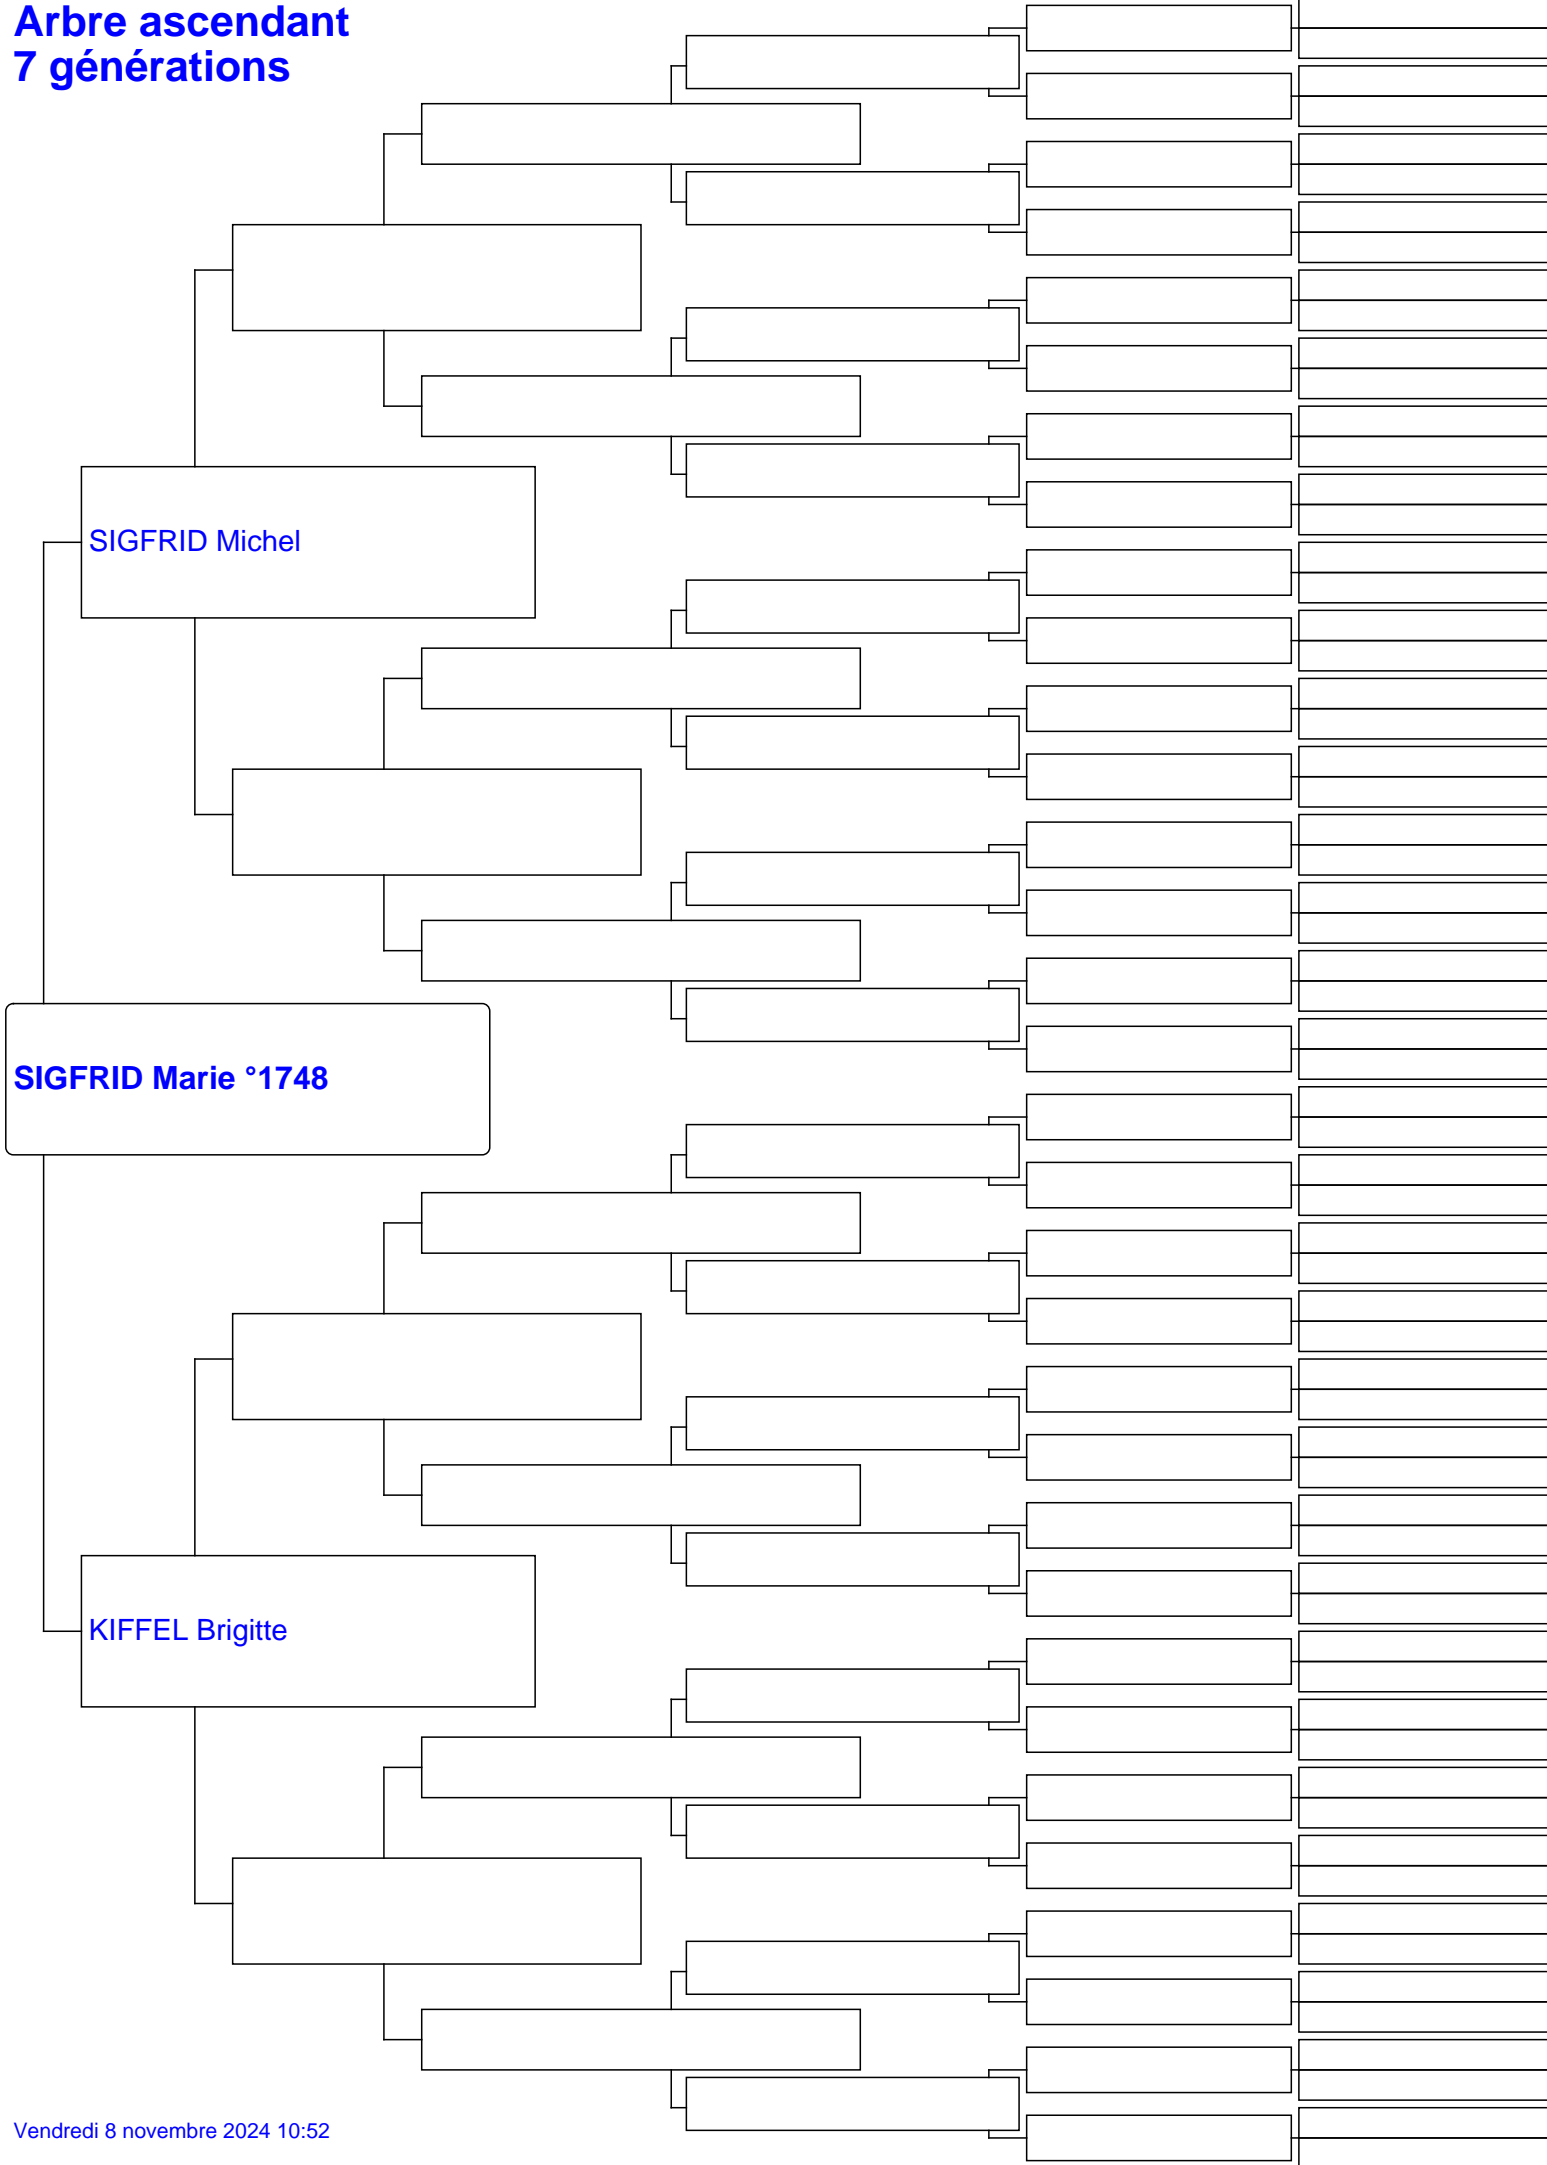 Arbre ascendant
7 générations
SIGFRID Michel
SIGFRID Marie °1748
KIFFEL Brigitte
Vendredi 8 novembre 2024 10:52